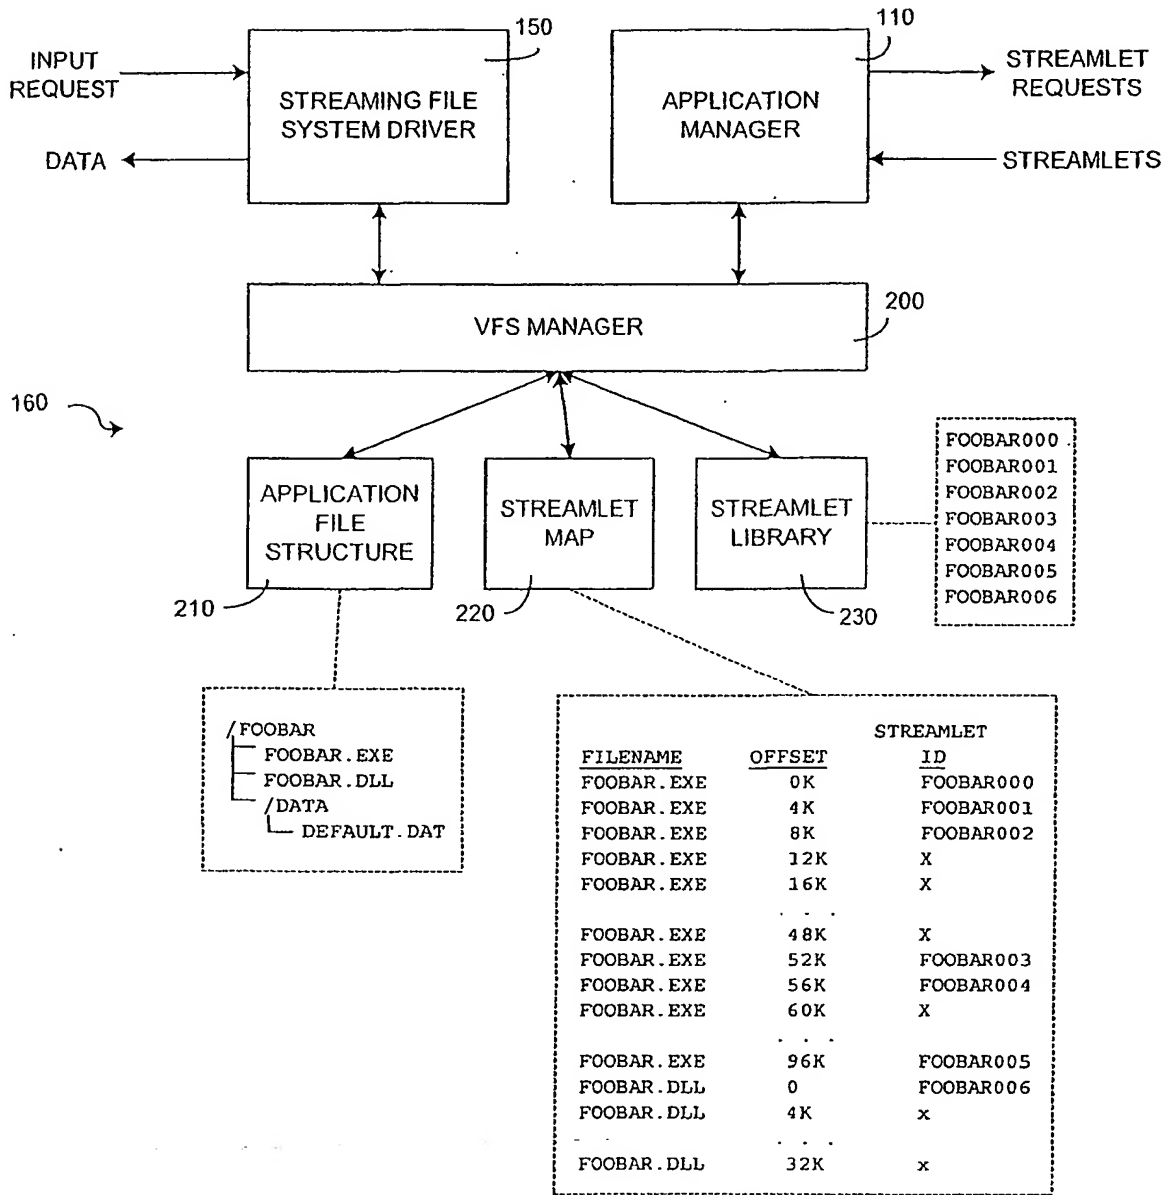 150
110
INPUT
REQUEST
STREAMING FILE
SYSTEM DRIVER
APPLICATION
MANAGER
STREAMLET
REQUESTS
DATA
STREAMLETS
VFS MANAGER
200
160
APPLICATION
FILE
STRUCTURE
STREAMLET
MAP
STREAMLET
LIBRARY
210
220
230
FOOBAR000
FOOBAR001
FOOBAR002
FOOBAR003
FOOBAR004
FOOBAR005
FOOBAR006
/FOOBAR
FOOBAR.EXE
FOOBAR.DLL
/DATA
DEFAULT.DAT
STREAMLET
FILENAME OFFSET ID
FOOBAR.EXE 0K FOOBAR000
FOOBAR.EXE 4K FOOBAR001
FOOBAR.EXE 8K FOOBAR002
FOOBAR.EXE 12K X
FOOBAR.EXE 16K X
. . .
FOOBAR.EXE 48K X
FOOBAR.EXE 52K FOOBAR003
FOOBAR.EXE 56K FOOBAR004
FOOBAR.EXE 60K X
. . .
FOOBAR.EXE 96K FOOBAR005
FOOBAR.DLL 0 FOOBAR006
FOOBAR.DLL 4K x
. . .
FOOBAR.DLL 32K x